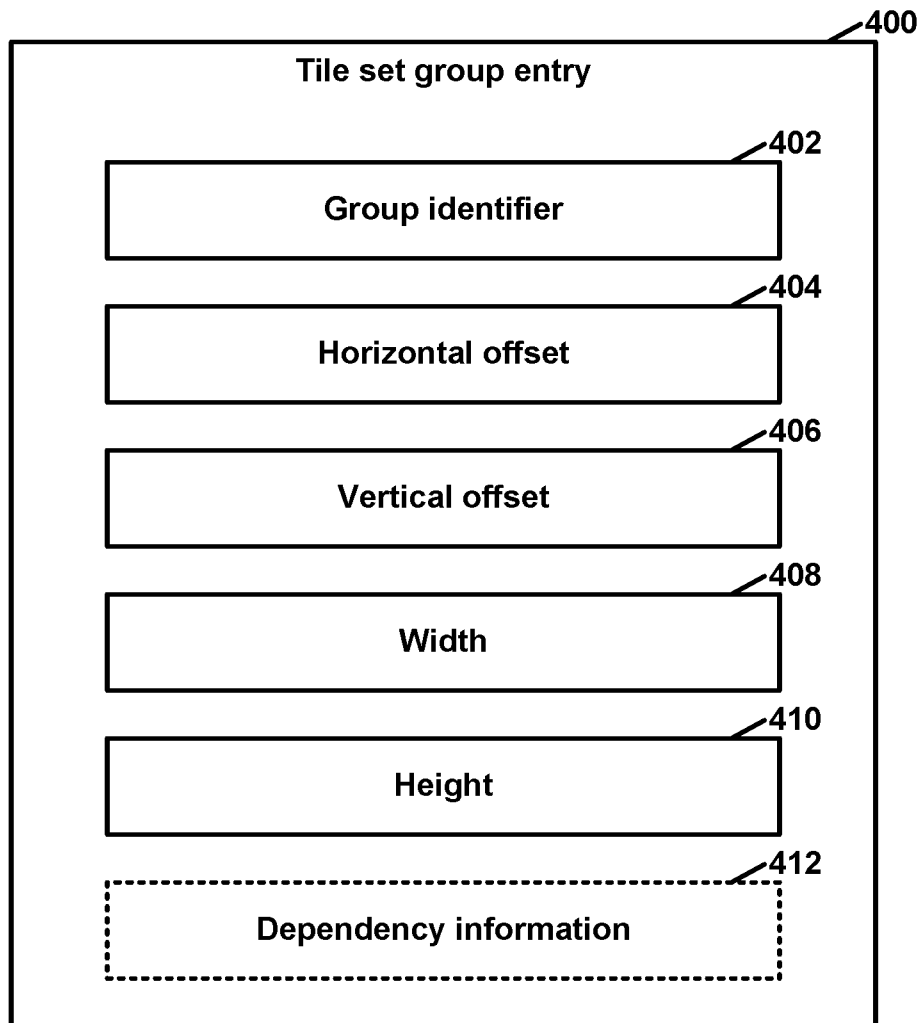 400
Tile set group entry
402
Group identifier
404
Horizontal offset
406
Vertical offset
408
Width
410
Height
412
Dependency information